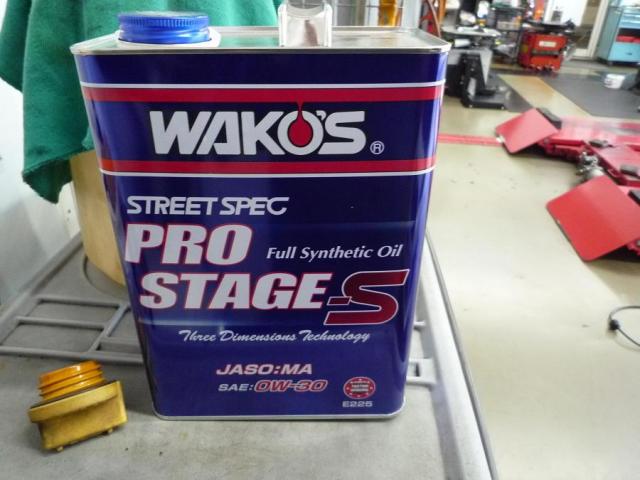 WAKO'S ®
STREET SPEC
PRO
Full Synthetic Oil
STAGE-S
Three Dimensions Technology
JASO:MA
SAE:0W-30
E225